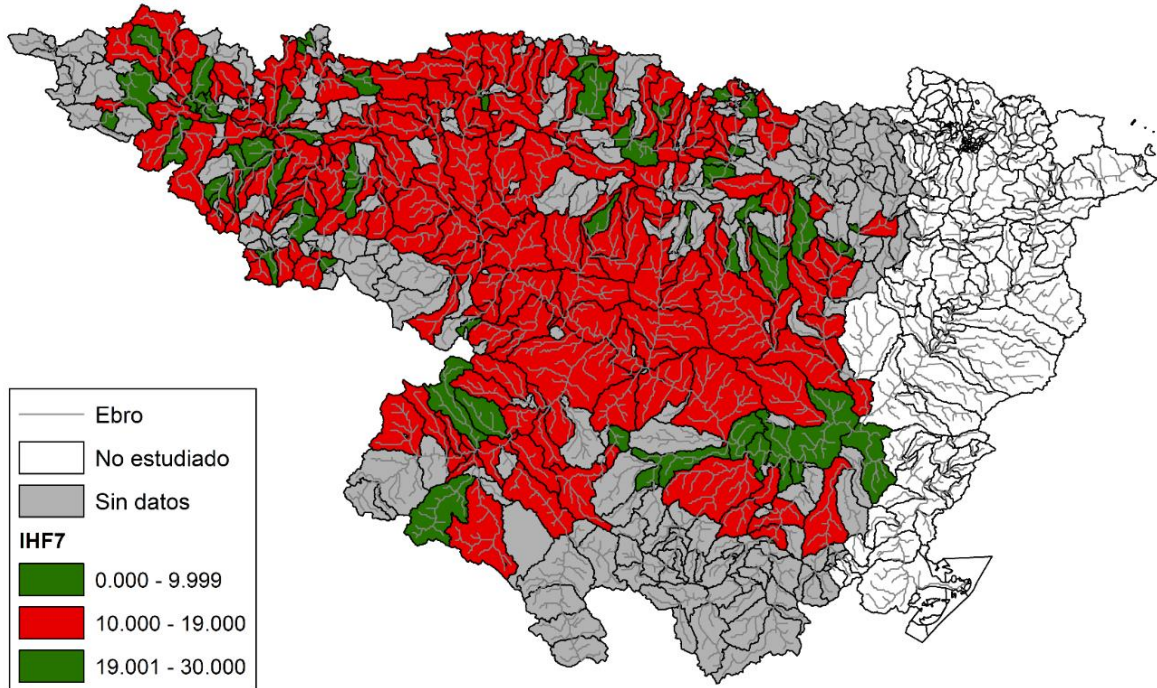 Ebro
No estudiado
Sin datos
IHF7
0.000 - 9.999
10.000 - 19.000
19.001 - 30.000